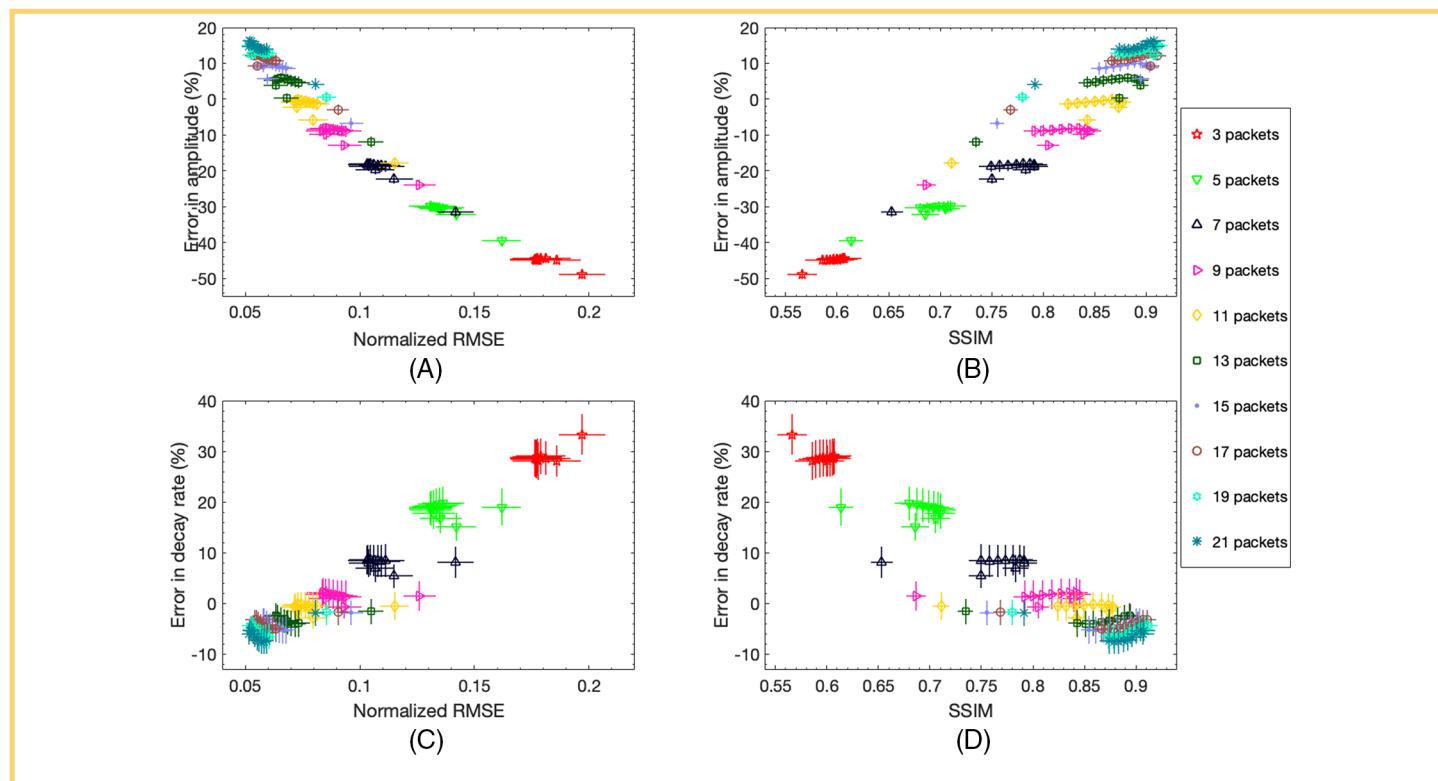 20
10
0
-10
-20
-30
-40
-50
Error in amplitude (%)
0.05
0.1
0.15
0.2
Normalized RMSE
(A)
20
10
0
-10
-20
-30
-40
-50
Error in amplitude (%)
0.55
0.6
0.65
0.7
0.75
0.8
0.85
0.9
SSIM
(B)
40
30
20
10
0
-10
Error in decay rate (%)
0.05
0.1
0.15
0.2
Normalized RMSE
(C)
40
30
20
10
0
-10
Error in decay rate (%)
0.55
0.6
0.65
0.7
0.75
0.8
0.85
0.9
SSIM
(D)
3 packets
5 packets
7 packets
9 packets
11 packets
13 packets
15 packets
17 packets
19 packets
21 packets